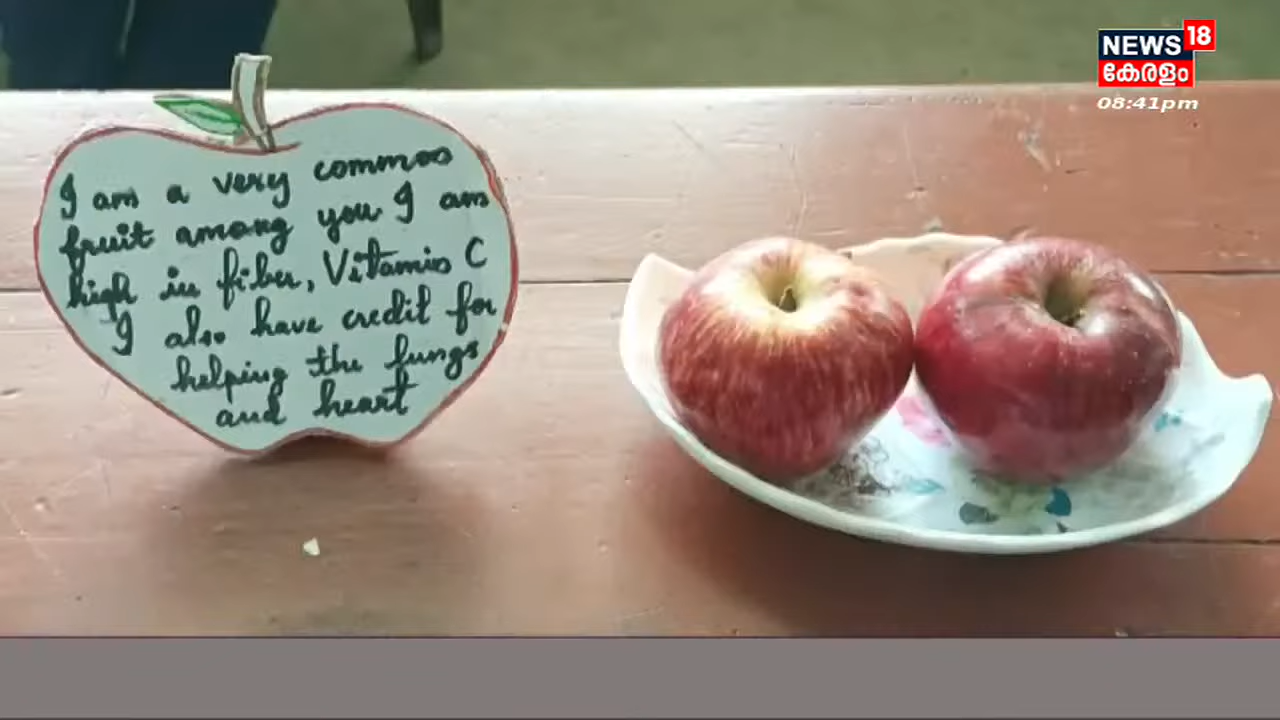 I am a very common
fruit among you I am
high in fiber, Vitamin C
I also have credit for
helping the lungs
and heart
NEWS 18
കേരളം
08:41pm